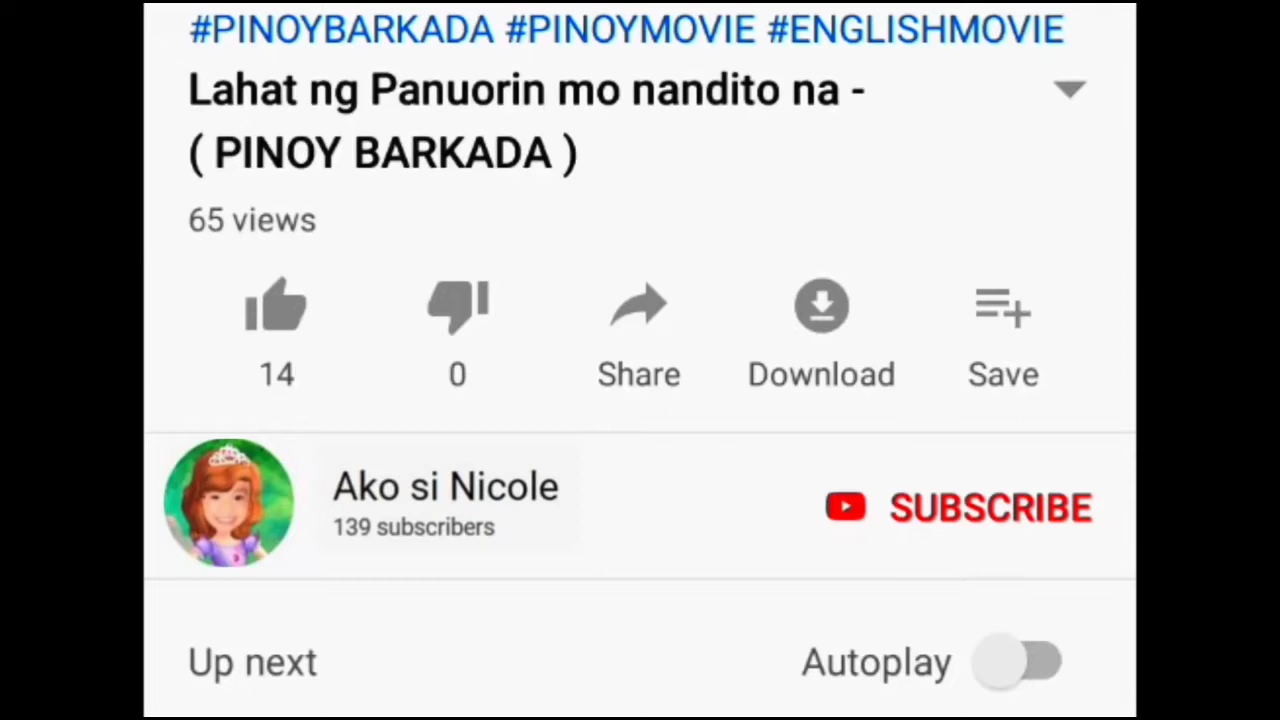 #PINOYBARKADA #PINOYMOVIE #ENGLISHMOVIE
Lahat ng Panuorin mo nandito na -
( PINOY BARKADA )
65 views
14 0 Share Download Save
Ako si Nicole
139 subscribers
SUBSCRIBE
Up next Autoplay